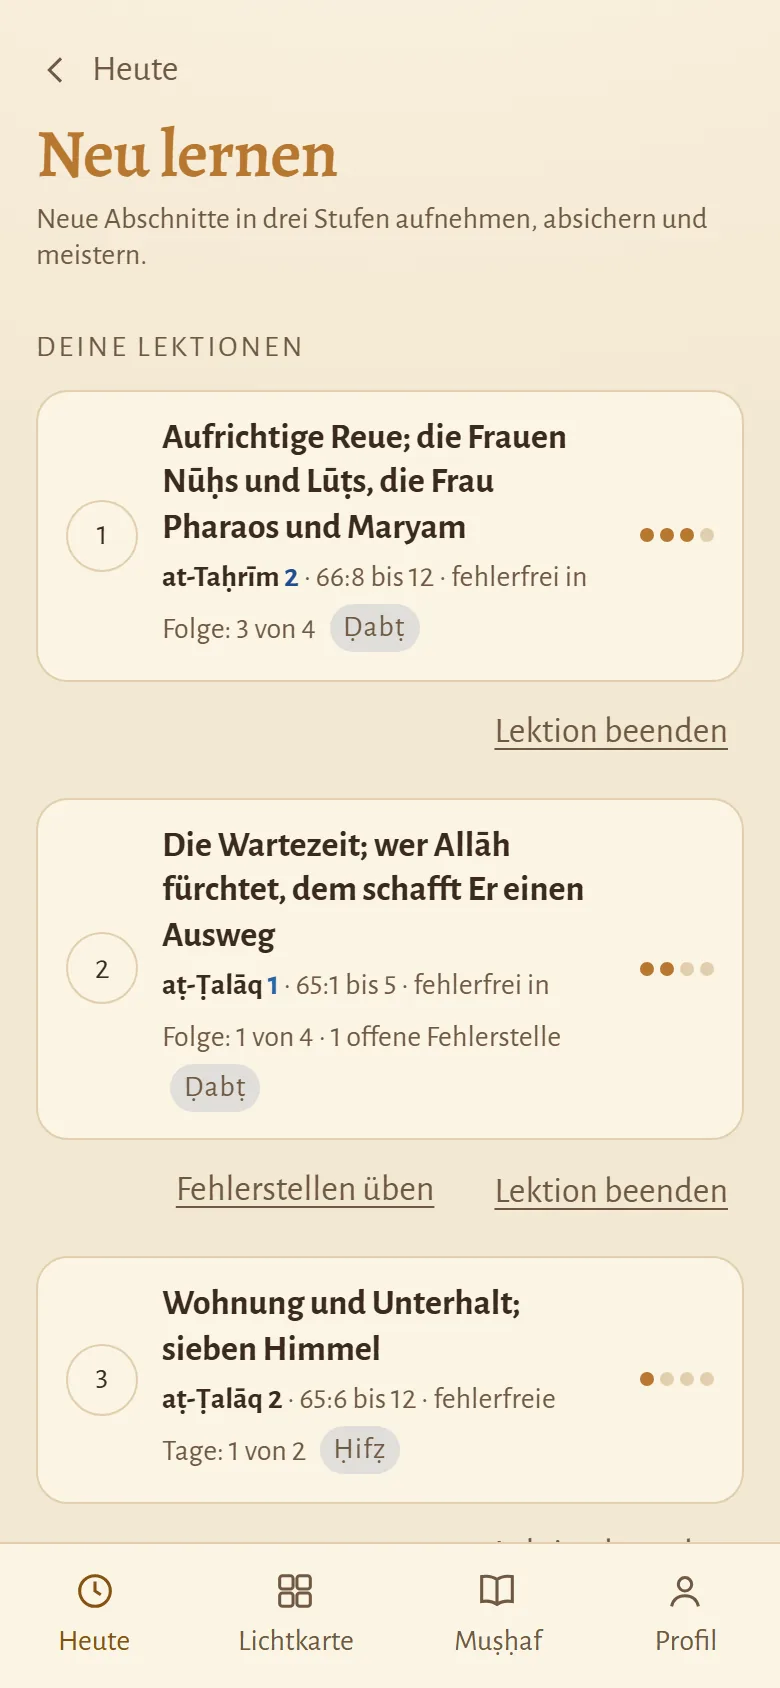 Heute
Neu lernen
Neue Abschnitte in drei Stufen aufnehmen, absichern und
meistern.
DEINE LEKTIONEN
Aufrichtige Reue; die Frauen
Nūḥs und Lūṭs, die Frau
Pharaos und Maryam
1
at-Taḥrīm 2 · 66:8 bis 12 · fehlerfrei in
Folge: 3 von 4 Ḍabṭ
Lektion beenden
Die Wartezeit; wer Allāh
fürchtet, dem schafft Er einen
Ausweg
2
aṭ-Ṭalāq 1 · 65:1 bis 5 · fehlerfrei in
Folge: 1 von 4 · 1 offene Fehlerstelle
Ḍabṭ
Fehlerstellen üben Lektion beenden
Wohnung und Unterhalt;
sieben Himmel
3
aṭ-Ṭalāq 2 · 65:6 bis 12 · fehlerfreie
Tage: 1 von 2 Ḥifẓ
Heute Lichtkarte Muṣḥaf Profil